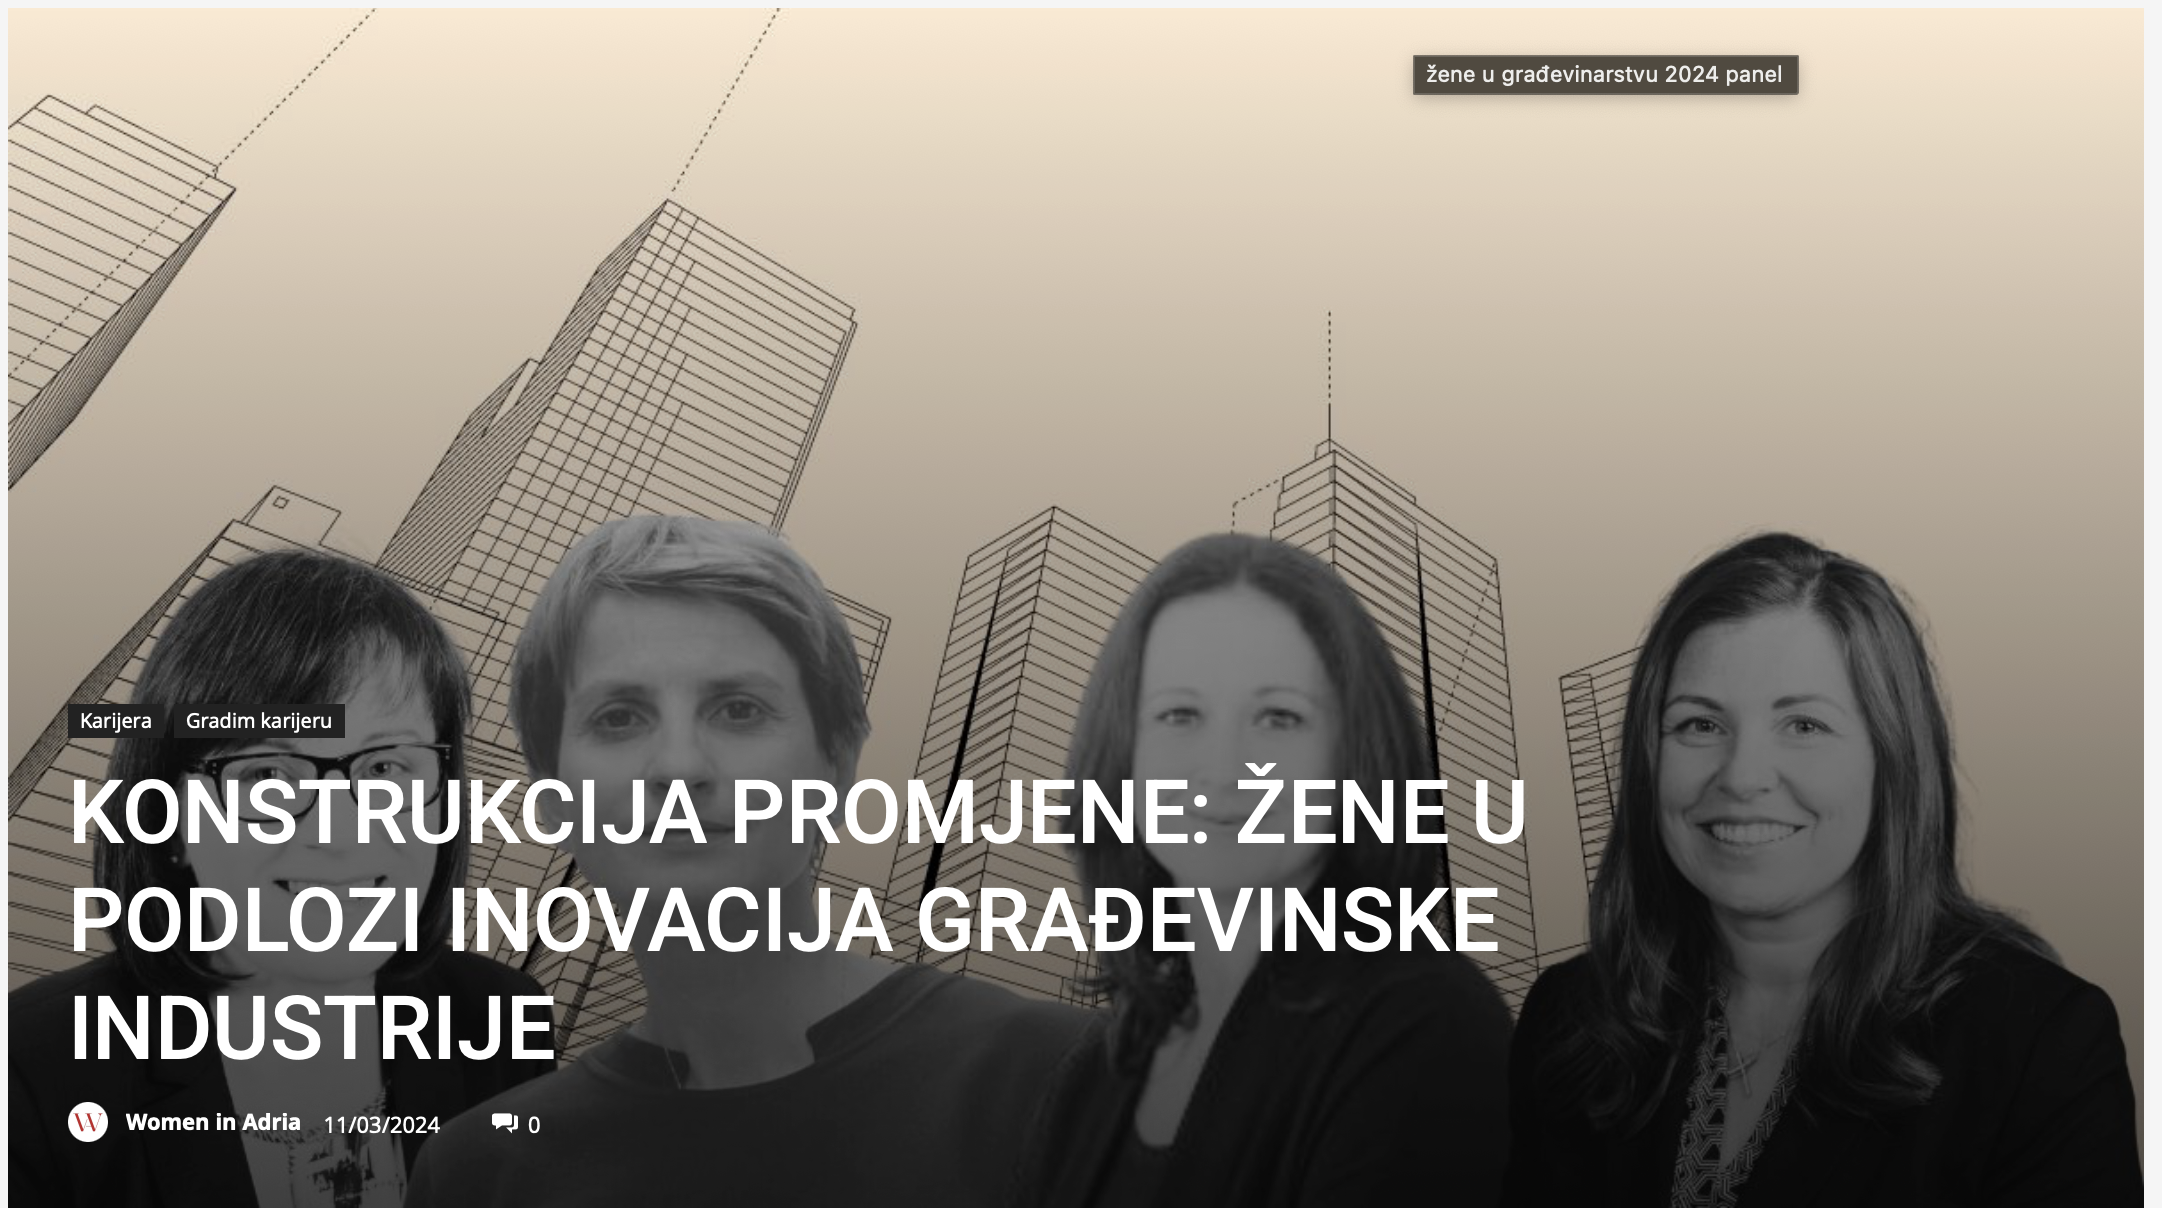 žene u građevinarstvu 2024 panel
Karijera Gradim karijeru
KONSTRUKCIJA PROMJENE: ŽENE U
PODLOZI INOVACIJA GRAĐEVINSKE
INDUSTRIJE
Women in Adria 11/03/2024 0